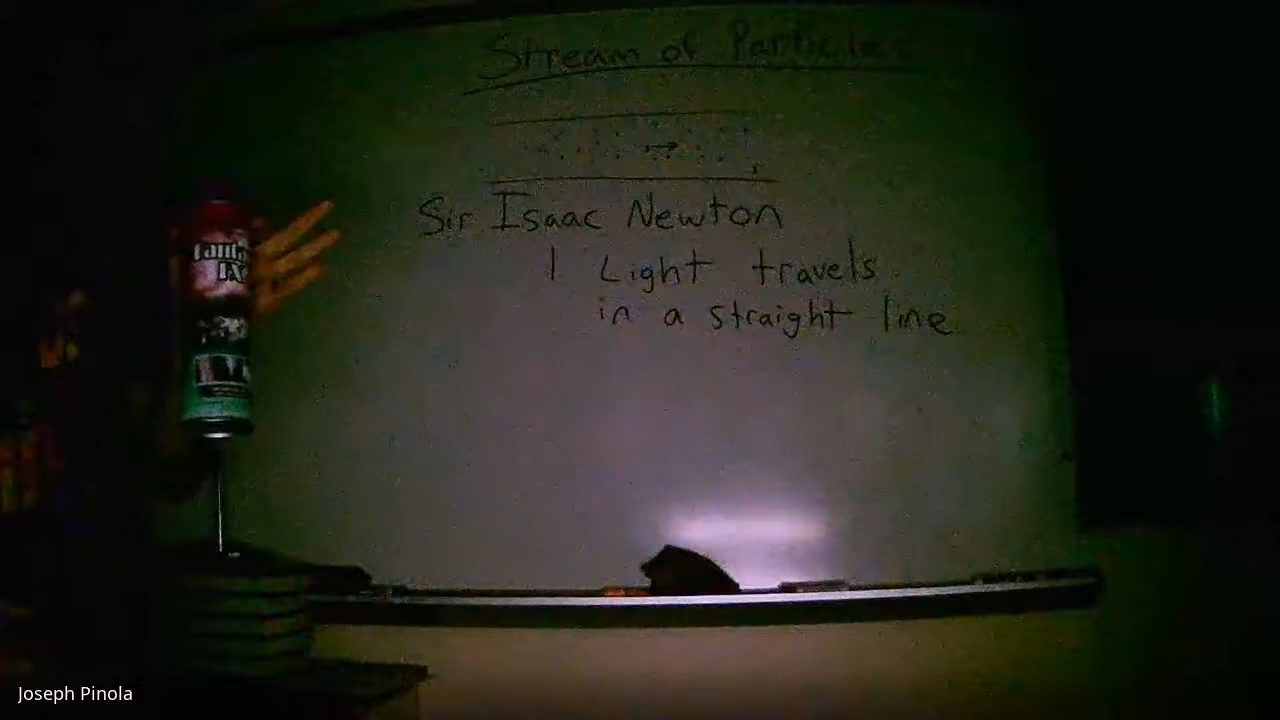 Stream of Particles
Sir Isaac Newton
1 Light travels
in a straight line
Joseph Pinola